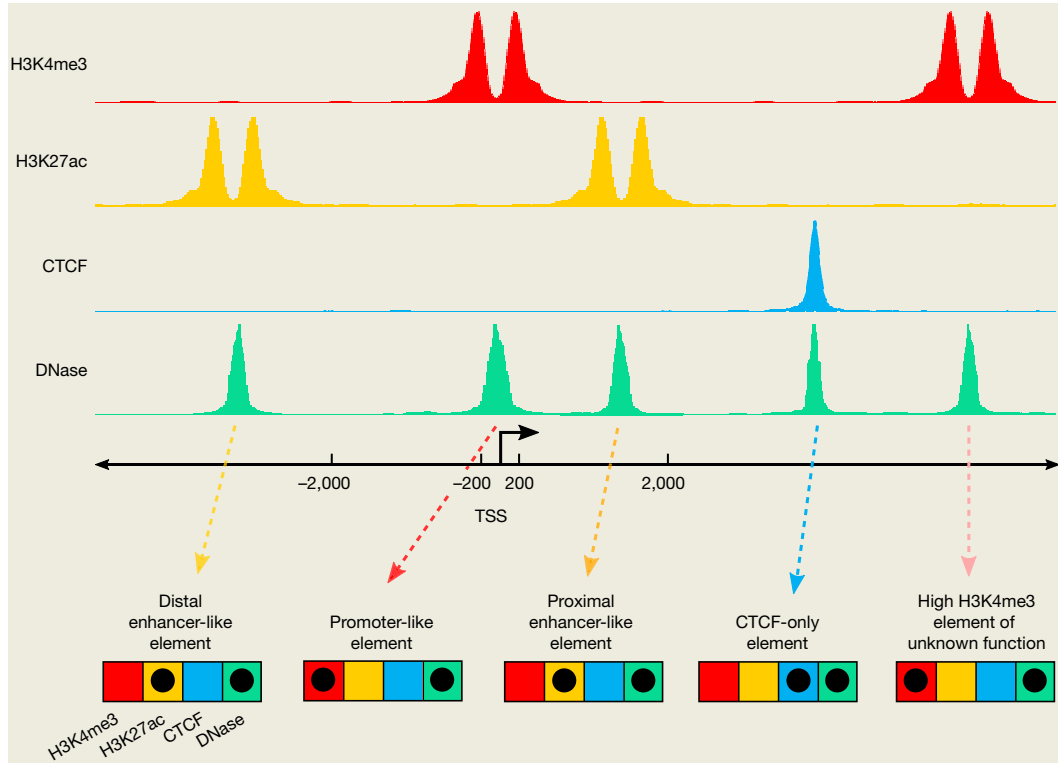 H3K4me3
H3K27ac
CTCF
DNase
−2,000
−200
200
2,000
TSS
Distal
enhancer-like
element
Promoter-like
element
Proximal
enhancer-like
element
CTCF-only
element
High H3K4me3
element of
unknown function
H3K4me3
H3K27ac
CTCF
DNase